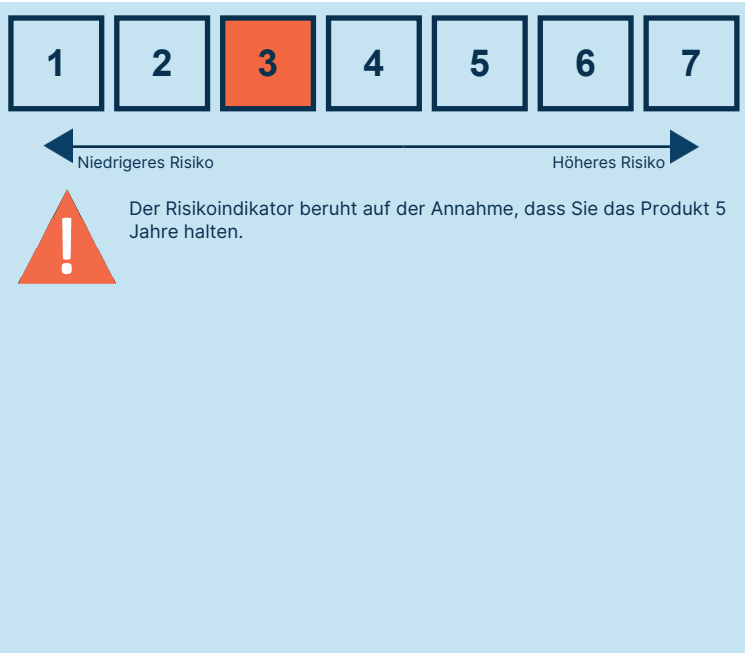 1 2 3 4 5 6 7
Niedrigeres Risiko Höheres Risiko
Der Risikoindikator beruht auf der Annahme, dass Sie das Produkt 5
Jahre halten.
!